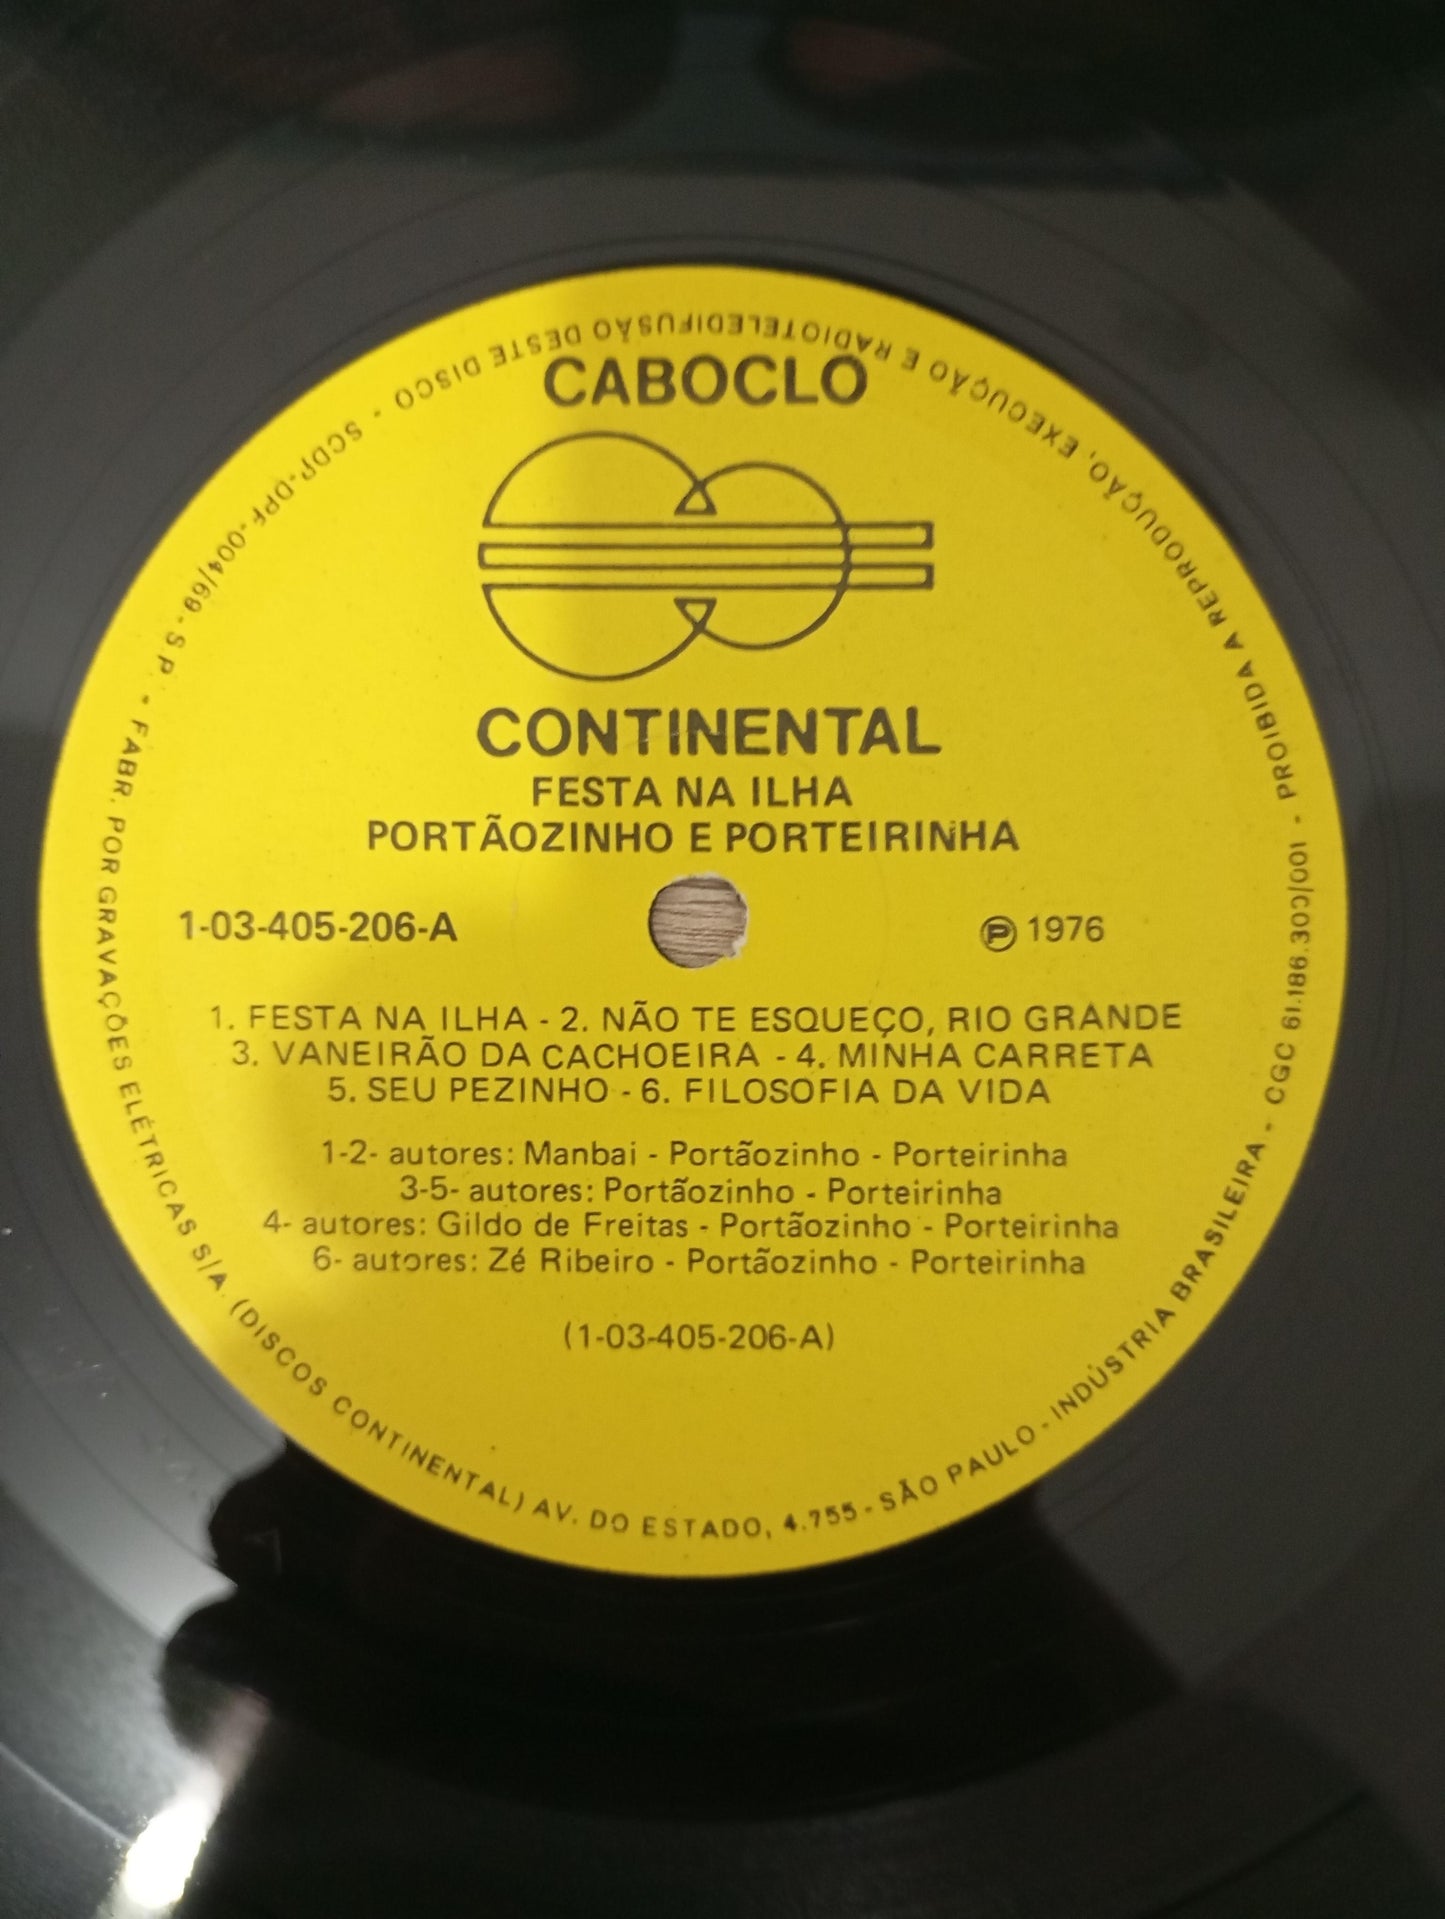 CABOCLO
CONTINENTAL
FESTA NA ILHA
PORTÃOZINHO E PORTEIRINHA
1-03-405-206-A
Ⓟ 1976
1. FESTA NA ILHA - 2. NÃO TE ESQUEÇO, RIO GRANDE
3. VANEIRÃO DA CACHOEIRA - 4. MINHA CARRETA
5. SEU PEZINHO - 6. FILOSOFIA DA VIDA
1-2- autores: Manbai - Portãozinho - Porteirinha
3-5- autores: Portãozinho - Porteirinha
4- autores: Gildo de Freitas - Portãozinho - Porteirinha
6- autores: Zé Ribeiro - Portãozinho - Porteirinha
(1-03-405-206-A)
FABR. POR GRAVAÇÕES ELÉTRICAS S/A. (DISCOS CONTINENTAL) AV. DO ESTADO, 4.755 - SÃO PAULO - INDÚSTRIA BRASILEIRA - CGC 61.186.300/001 - PROIBIDA A REPRODUÇÃO, EXECUÇÃO E RADIOTELEDIFUSÃO DESTE DISCO - SCDP-DPF-004/69-S.P. -